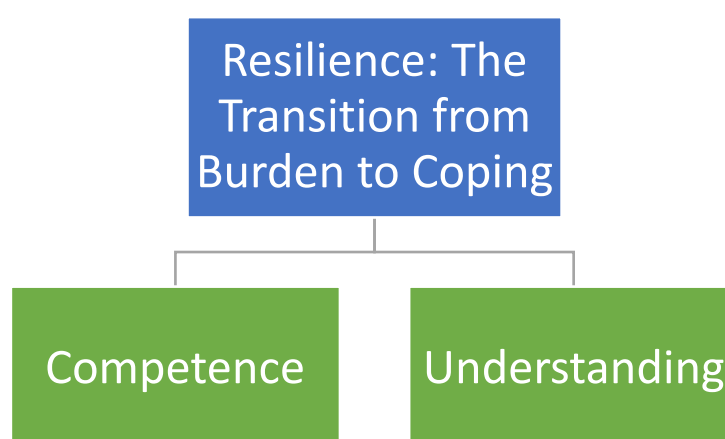 Resilience: The
Transition from
Burden to Coping
Competence
Understanding